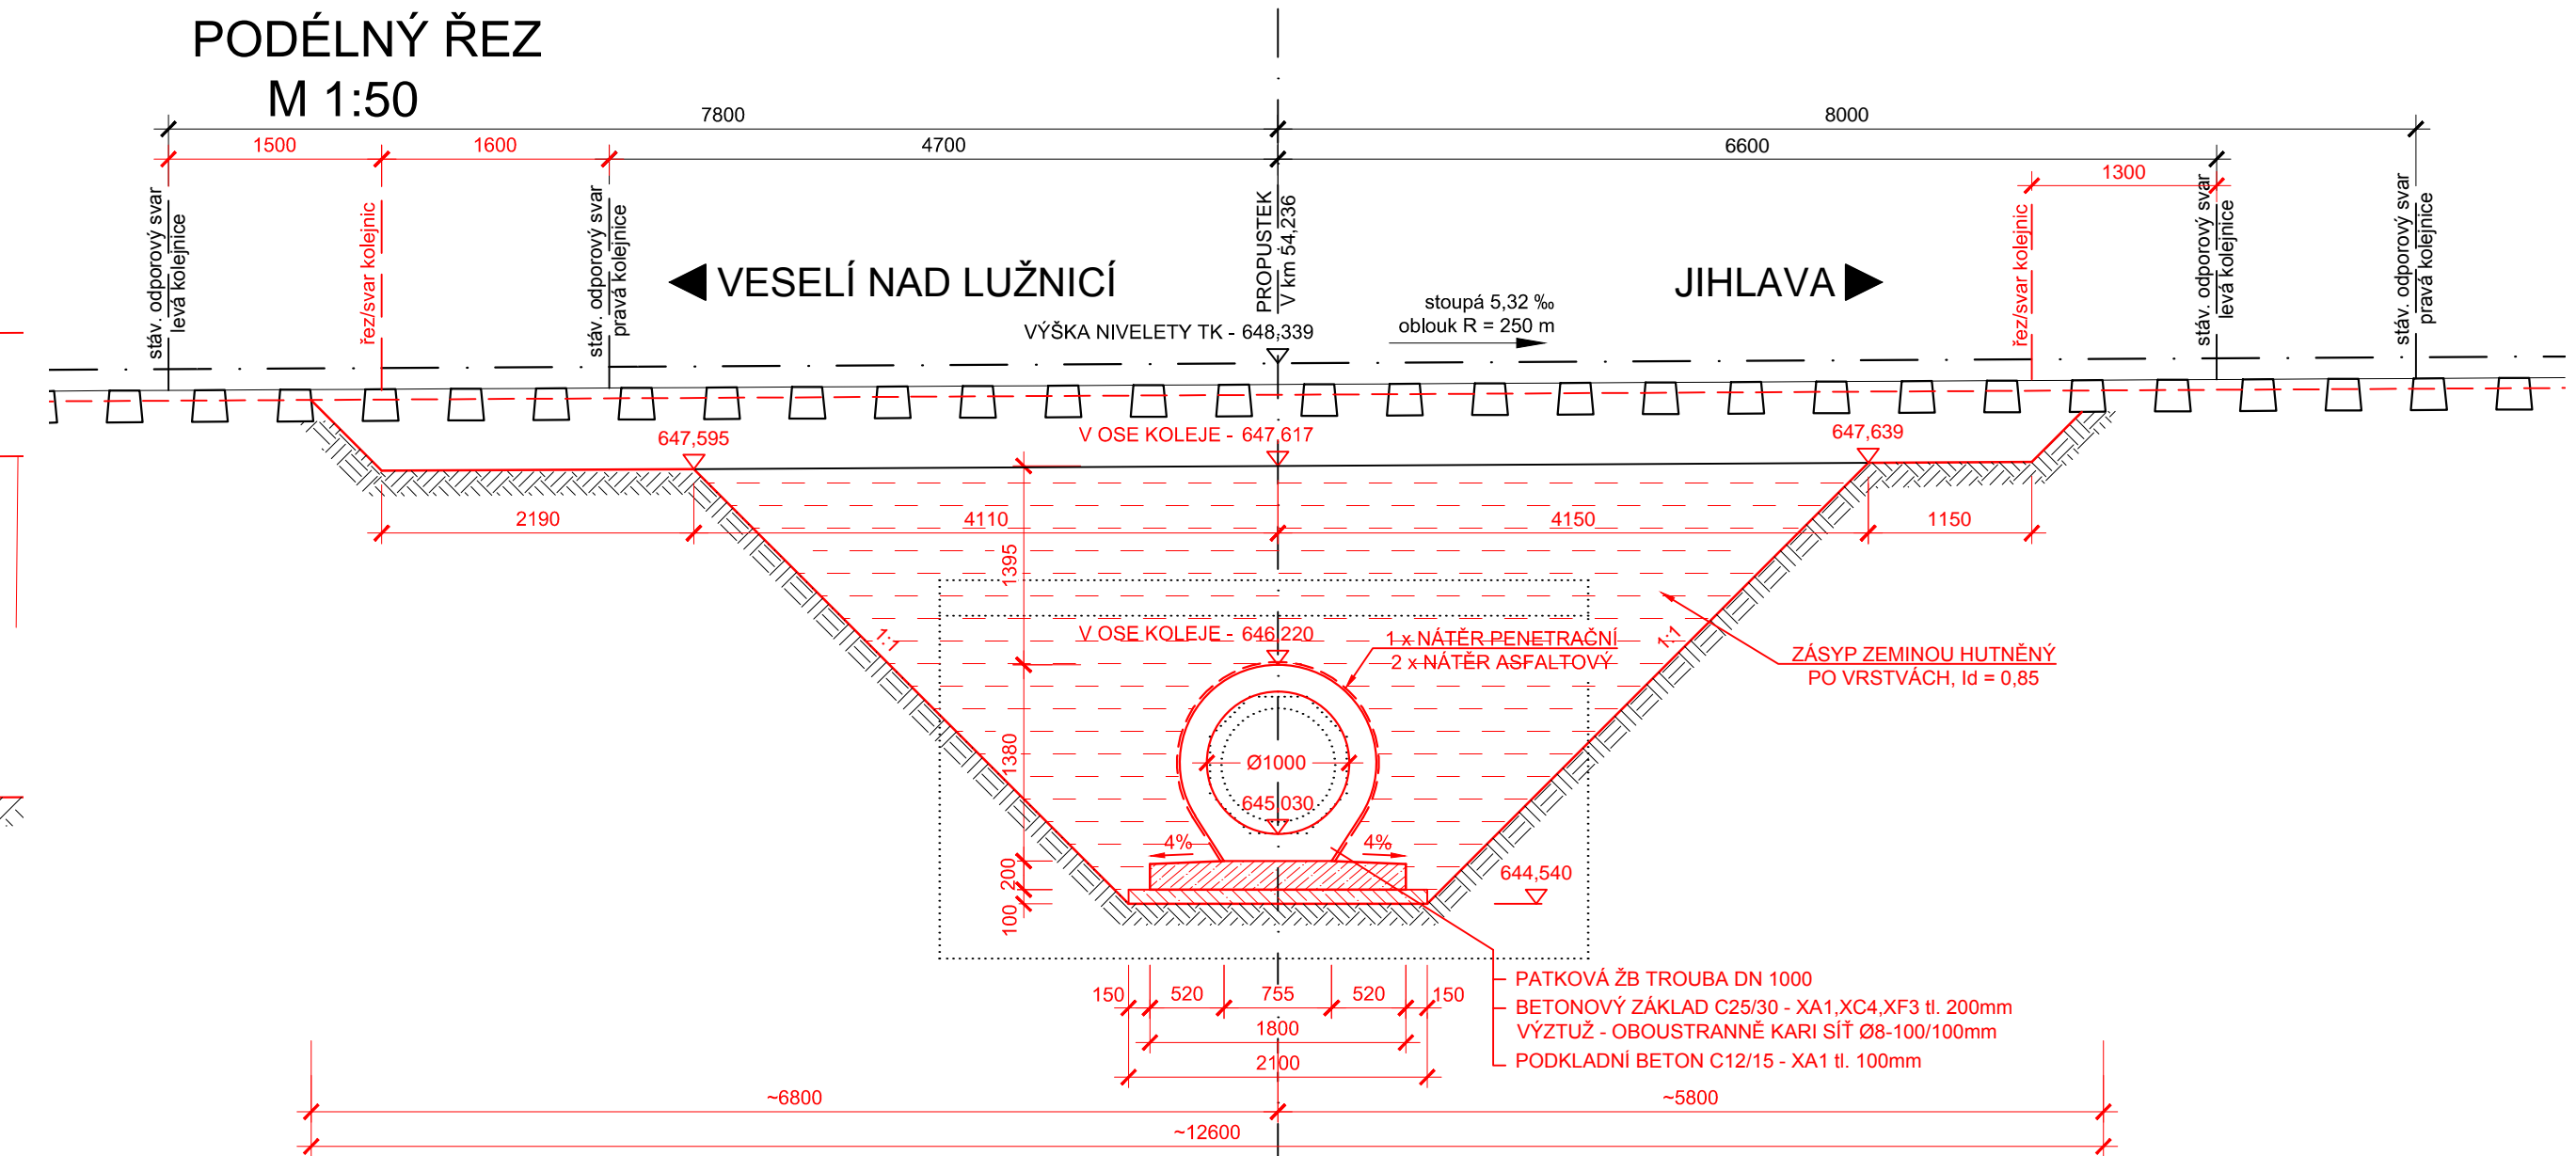 PODÉLNÝ ŘEZ
M 1:50
7800
8000
1500
1600
4700
6600
1300
stáv. odporový svar
levá kolejnice
řez/svar kolejnic
stáv. odporový svar
pravá kolejnice
PROPUSTEK
V km 54,236
řez/svar kolejnic
stáv. odporový svar
levá kolejnice
stáv. odporový svar
pravá kolejnice
VESELÍ NAD LUŽNICÍ
JIHLAVA
stoupá 5,32 ‰
oblouk R = 250 m
VÝŠKA NIVELETY TK - 648,339
647,595
V OSE KOLEJE - 647,617
647,639
2190
4110
4150
1150
1395
1:1
V OSE KOLEJE - 646,220
1 x NÁTĚR PENETRAČNÍ
2 x NÁTĚR ASFALTOVÝ
1:1
ZÁSYP ZEMINOU HUTNĚNÝ
PO VRSTVÁCH, Id = 0,85
1380
Ø1000
645,030
4%
4%
200
100
644,540
150
520
755
520
150
1800
2100
PATKOVÁ ŽB TROUBA DN 1000
BETONOVÝ ZÁKLAD C25/30 - XA1,XC4,XF3 tl. 200mm
VÝZTUŽ - OBOUSTRANNĚ KARI SÍŤ Ø8-100/100mm
PODKLADNÍ BETON C12/15 - XA1 tl. 100mm
~6800
~5800
~12600